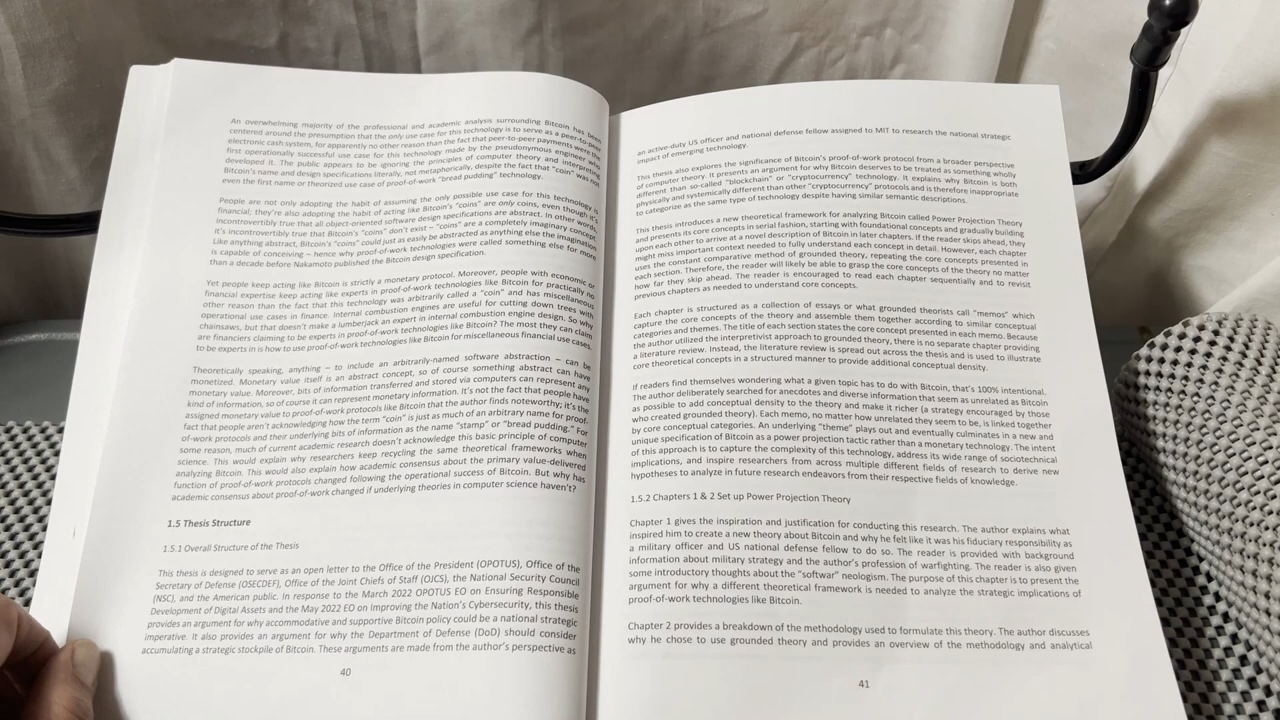 An overwhelming majority of the professional and academic analysis surrounding Bitcoin has been
centered around the presumption that the only use case for this technology is to serve as a peer-to-peer
electronic cash system, for apparently no other reason than the fact that peer-to-peer payments were the
first operationally successful use case for this technology made by the pseudonymous engineer who
developed it. The public appears to be ignoring the principles of computer theory and interpreting
Bitcoin's name and design specifications literally, not metaphorically, despite the fact that "coin" was not
even the first name or theorized use case of proof-of-work "bread pudding" technology.
People are not only adopting the habit of assuming the only possible use case for this technology is
financial; they're also adopting the habit of acting like Bitcoin's "coins" are only coins, even though it's
incontrovertibly true that all object-oriented software design specifications are abstract. In other words,
it's incontrovertibly true that Bitcoin's "coins" don't exist – "coins" are a completely imaginary concept.
Like anything abstract, Bitcoin's "coins" could just as easily be abstracted as anything else the imagination
is capable of conceiving – hence why proof-of-work technologies were called something else for more
than a decade before Nakamoto published the Bitcoin design specification.
Yet people keep acting like Bitcoin is strictly a monetary protocol. Moreover, people with economic or
financial expertise keep acting like experts in proof-of-work technologies like Bitcoin for practically no
other reason than the fact that this technology was arbitrarily called a "coin" and has miscellaneous
operational use cases in finance. Internal combustion engines are useful for cutting down trees with
chainsaws, but that doesn't make a lumberjack an expert in internal combustion engine design. So why
are financiers claiming to be experts in proof-of-work technologies like Bitcoin? The most they can claim
to be experts in is how to use proof-of-work technologies like Bitcoin for miscellaneous financial use cases.
Theoretically speaking, anything – to include an arbitrarily-named software abstraction – can be
monetized. Monetary value itself is an abstract concept, so of course something abstract can have
monetary value. Moreover, bits of information transferred and stored via computers can represent any
kind of information, so of course it can represent monetary information. It's not the fact that people have
assigned monetary value to proof-of-work protocols like Bitcoin that the author finds noteworthy; it's the
fact that people aren't acknowledging how the term "coin" is just as much of an arbitrary name for proof-
of-work protocols and their underlying bits of information as the name "stamp" or "bread pudding." For
some reason, much of current academic research doesn't acknowledge this basic principle of computer
science. This would explain why researchers keep recycling the same theoretical frameworks when
analyzing Bitcoin. This would also explain how academic consensus about the primary value-delivered
function of proof-of-work protocols changed following the operational success of Bitcoin. But why has
academic consensus about proof-of-work changed if underlying theories in computer science haven't?
1.5 Thesis Structure
1.5.1 Overall Structure of the Thesis
This thesis is designed to serve as an open letter to the Office of the President (OPOTUS), Office of the
Secretary of Defense (OSECDEF), Office of the Joint Chiefs of Staff (OJCS), the National Security Council
(NSC), and the American public. In response to the March 2022 OPOTUS EO on Ensuring Responsible
Development of Digital Assets and the May 2022 EO on Improving the Nation's Cybersecurity, this thesis
provides an argument for why accommodative and supportive Bitcoin policy could be a national strategic
imperative. It also provides an argument for why the Department of Defense (DoD) should consider
accumulating a strategic stockpile of Bitcoin. These arguments are made from the author's perspective as
40
an active-duty US officer and national defense fellow assigned to MIT to research the national strategic
impact of emerging technology.
This thesis also explores the significance of Bitcoin's proof-of-work protocol from a broader perspective
of computer theory. It presents an argument for why Bitcoin deserves to be treated as something wholly
different than so-called "blockchain" or "cryptocurrency" technology. It explains why Bitcoin is both
physically and systemically different than other "cryptocurrency" protocols and is therefore inappropriate
to categorize as the same type of technology despite having similar semantic descriptions.
This thesis introduces a new theoretical framework for analyzing Bitcoin called Power Projection Theory
and presents its core concepts in serial fashion, starting with foundational concepts and gradually building
upon each other to arrive at a novel description of Bitcoin in later chapters. If the reader skips ahead, they
might miss important context needed to fully understand each concept in detail. However, each chapter
uses the constant comparative method of grounded theory, repeating the core concepts presented in
each section. Therefore, the reader will likely be able to grasp the core concepts of the theory no matter
how far they skip ahead. The reader is encouraged to read each chapter sequentially and to revisit
previous chapters as needed to understand core concepts.
Each chapter is structured as a collection of essays or what grounded theorists call "memos" which
capture the core concepts of the theory and assemble them together according to similar conceptual
categories and themes. The title of each section states the core concept presented in each memo. Because
the author utilized the interpretivist approach to grounded theory, there is no separate chapter providing
a literature review. Instead, the literature review is spread out across the thesis and is used to illustrate
core theoretical concepts in a structured manner to provide additional conceptual density.
If readers find themselves wondering what a given topic has to do with Bitcoin, that's 100% intentional.
The author deliberately searched for anecdotes and diverse information that seem as unrelated as Bitcoin
as possible to add conceptual density to the theory and make it richer (a strategy encouraged by those
who created grounded theory). Each memo, no matter how unrelated they seem to be, is linked together
by core conceptual categories. An underlying "theme" plays out and eventually culminates in a new and
unique specification of Bitcoin as a power projection tactic rather than a monetary technology. The intent
of this approach is to capture the complexity of this technology, address its wide range of sociotechnical
implications, and inspire researchers from across multiple different fields of research to derive new
hypotheses to analyze in future research endeavors from their respective fields of knowledge.
1.5.2 Chapters 1 & 2 Set up Power Projection Theory
Chapter 1 gives the inspiration and justification for conducting this research. The author explains what
inspired him to create a new theory about Bitcoin and why he felt like it was his fiduciary responsibility as
a military officer and US national defense fellow to do so. The reader is provided with background
information about military strategy and the author's profession of warfighting. The reader is also given
some introductory thoughts about the "softwar" neologism. The purpose of this chapter is to present the
argument for why a different theoretical framework is needed to analyze the strategic implications of
proof-of-work technologies like Bitcoin.
Chapter 2 provides a breakdown of the methodology used to formulate this theory. The author discusses
why he chose to use grounded theory and provides an overview of the methodology and analytical
41